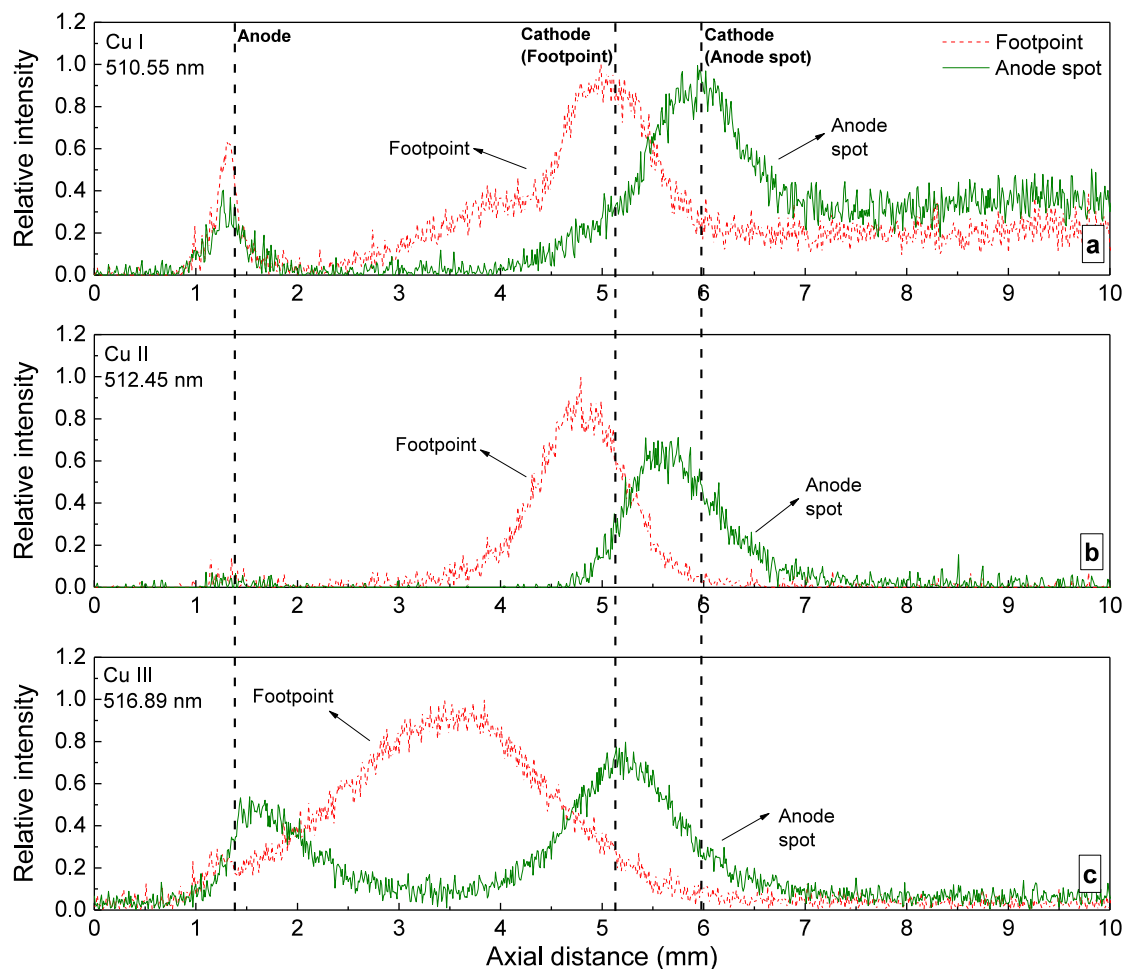 Cu I
510.55 nm
Anode
Cathode
(Footpoint)
Cathode
(Anode spot)
Footpoint
Anode spot
Footpoint
Anode
spot
a
Relative intensity
1.2
1.0
0.8
0.6
0.4
0.2
0.0
0 1 2 3 4 5 6 7 8 9 10
Cu II
512.45 nm
Footpoint
Anode
spot
b
Relative intensity
1.2
1.0
0.8
0.6
0.4
0.2
0.0
0 1 2 3 4 5 6 7 8 9 10
Cu III
516.89 nm
Footpoint
Anode
spot
c
Relative intensity
1.2
1.0
0.8
0.6
0.4
0.2
0.0
0 1 2 3 4 5 6 7 8 9 10
Axial distance (mm)